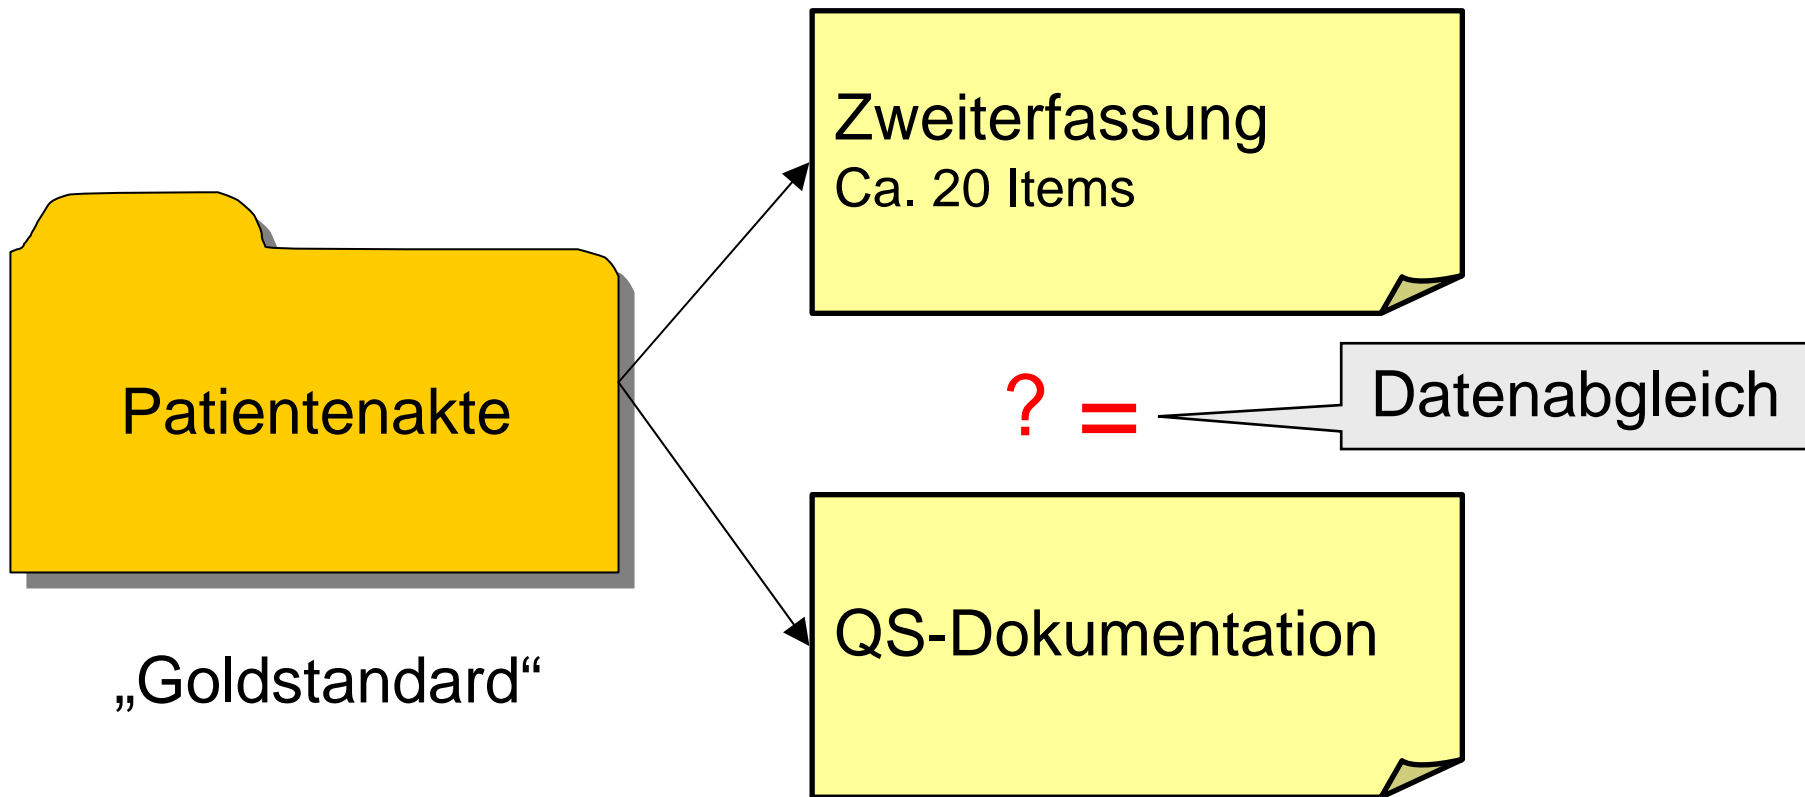 Zweiterfassung
Ca. 20 Items
Patientenakte
? =
Datenabgleich
QS-Dokumentation
„Goldstandard“